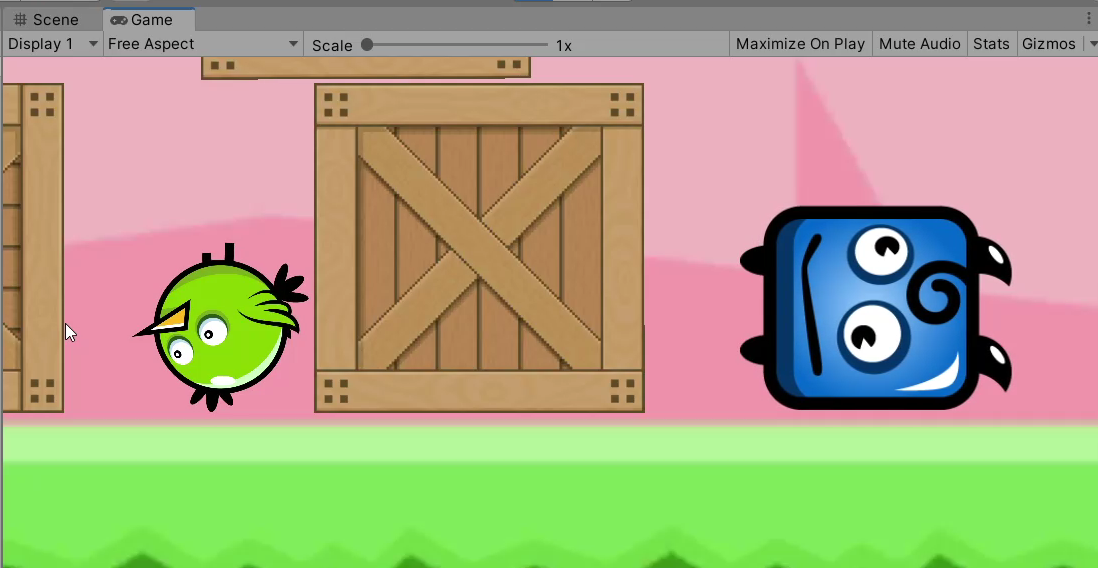 Scene
Game
Display 1
Free Aspect
Scale
1x
Maximize On Play
Mute Audio
Stats
Gizmos